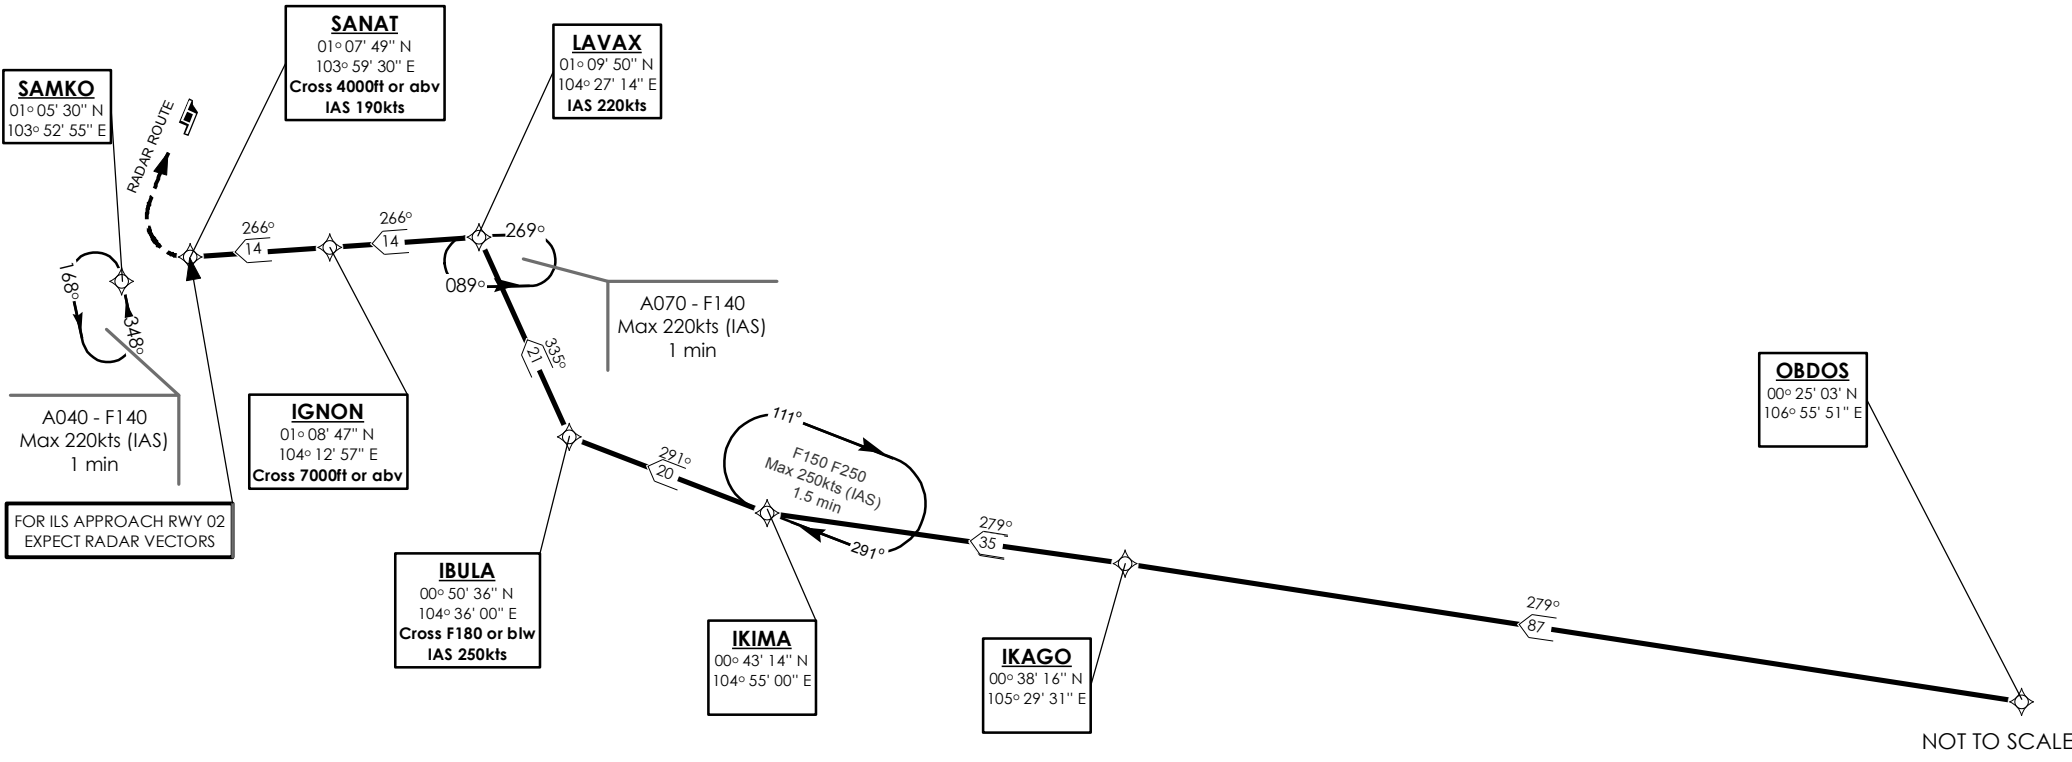 SANAT
01° 07' 49" N
103° 59' 30" E
Cross 4000ft or abv
IAS 190kts
LAVAX
01° 09' 50" N
104° 27' 14" E
IAS 220kts
SAMKO
01° 05' 30" N
103° 52' 55" E
RADAR ROUTE
266°
14
266°
14
269°
089°
168°
348°
A070 - F140
Max 220kts (IAS)
1 min
335°
21
A040 - F140
Max 220kts (IAS)
1 min
IGNON
01° 08' 47" N
104° 12' 57" E
Cross 7000ft or abv
FOR ILS APPROACH RWY 02
EXPECT RADAR VECTORS
291°
20
111°
F150 F250
Max 250kts (IAS)
1.5 min
291°
OBDOS
00° 25' 03' N
106° 55' 51" E
279°
35
IBULA
00° 50' 36" N
104° 36' 00" E
Cross F180 or blw
IAS 250kts
IKIMA
00° 43' 14" N
104° 55' 00" E
IKAGO
00° 38' 16" N
105° 29' 31" E
279°
87
NOT TO SCALE